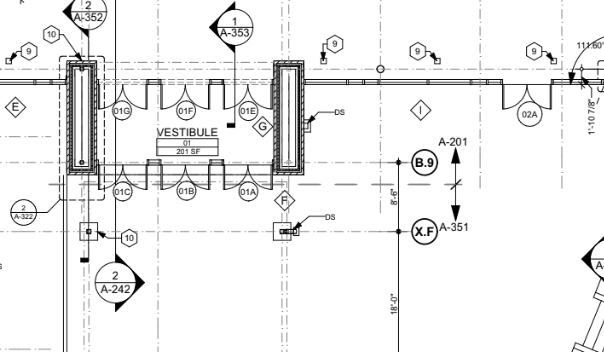 2
A-352
1
A-353
10
9
9
9
111.60°
E
01G
01F
01E
G
DS
I
02A
1'-10 7/8"
VESTIBULE
01
201 SF
B.9
A-201
01C
01B
01A
8'-6"
2
A-322
F
DS
10
X.F
A-351
2
A-242
18'-0"
A-